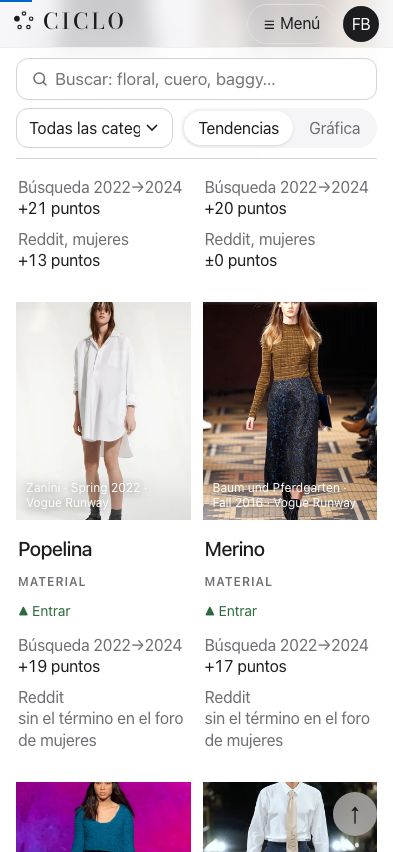 CICLO
☰ Menú
FB
Buscar: floral, cuero, baggy...
Todas las categ
Tendencias
Gráfica
Búsqueda 2022→2024
+21 puntos
Reddit, mujeres
+13 puntos
Búsqueda 2022→2024
+20 puntos
Reddit, mujeres
±0 puntos
Zanini · Spring 2022 ·
Vogue Runway
Baum und Pferdgarten ·
Fall 2016 · Vogue Runway
Popelina
MATERIAL
▲ Entrar
Búsqueda 2022→2024
+19 puntos
Reddit
sin el término en el foro
de mujeres
Merino
MATERIAL
▲ Entrar
Búsqueda 2022→2024
+17 puntos
Reddit
sin el término en el foro
de mujeres
↑